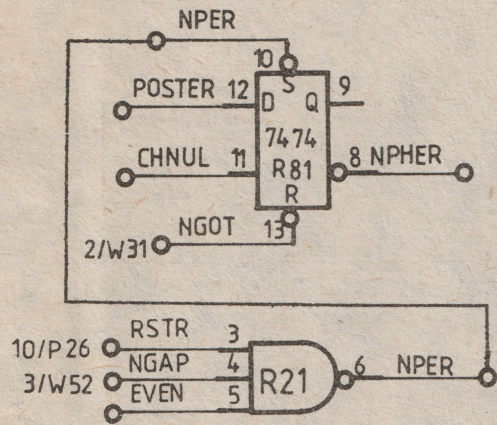 NPER
10 S
POSTER 12 D Q 9
7474
CHNUL 11 R81 8 NPHER
R
NGOT 13
2/W31
10/P26 RSTR 3
NGAP 4 R21 6 NPER
3/W52
EVEN 5